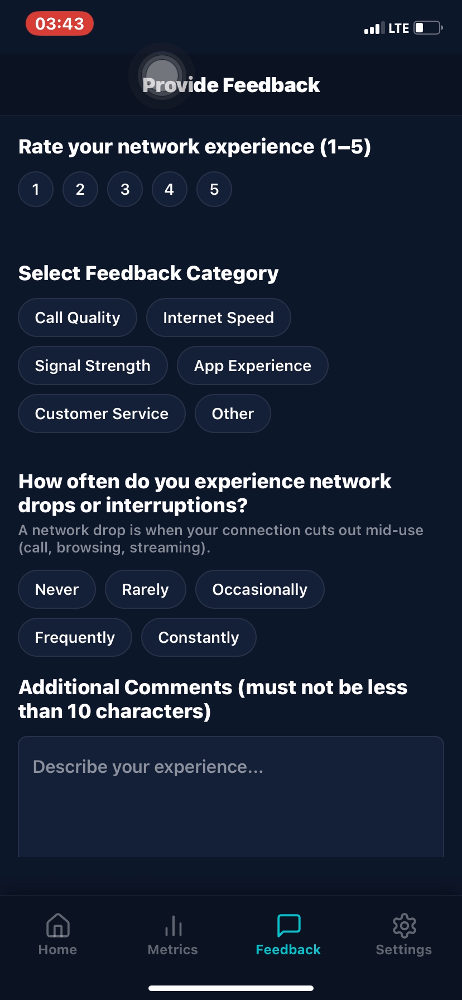 03:43
LTE
Provide Feedback
Rate your network experience (1–5)
1 2 3 4 5
Select Feedback Category
Call Quality Internet Speed
Signal Strength App Experience
Customer Service Other
How often do you experience network
drops or interruptions?
A network drop is when your connection cuts out mid-use
(call, browsing, streaming).
Never Rarely Occasionally
Frequently Constantly
Additional Comments (must not be less
than 10 characters)
Describe your experience...
Home Metrics Feedback Settings